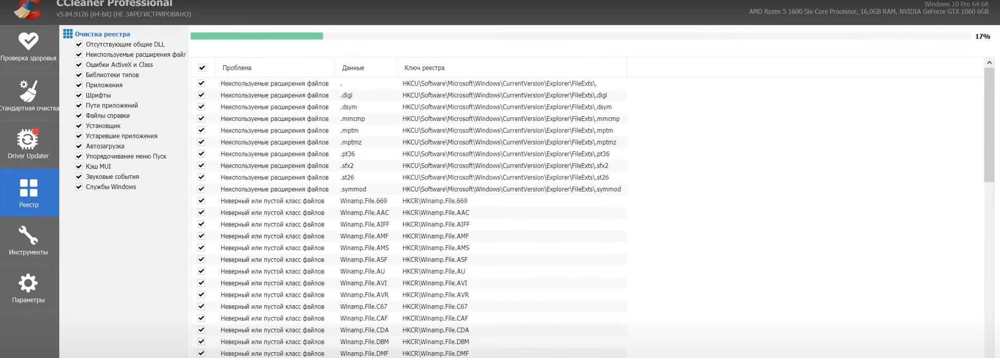 CCleaner Professional
v5.84.9126 (64-bit) (НЕ ЗАРЕГИСТРИРОВАНО)
Windows 10 Pro 64-bit
AMD Ryzen 5 1600 Six-Core Processor, 16,0GB RAM, NVIDIA GeForce GTX 1060 6GB
Проверка здоровья
Стандартная очистка
Driver Updater
Реестр
Инструменты
Параметры
Очистка реестра
Отсутствующие общие DLL
Неиспользуемые расширения файл
Ошибки ActiveX и Class
Библиотеки типов
Приложения
Шрифты
Пути приложений
Файлы справки
Установщик
Устаревшие приложения
Автозагрузка
Упорядочивание меню Пуск
Кэш MUI
Звуковые события
Службы Windows
17%
Проблема Данные Ключ реестра
Неиспользуемые расширения файлов . HKCU\Software\Microsoft\Windows\CurrentVersion\Explorer\FileExts\.
Неиспользуемые расширения файлов .digi HKCU\Software\Microsoft\Windows\CurrentVersion\Explorer\FileExts\.digi
Неиспользуемые расширения файлов .dsym HKCU\Software\Microsoft\Windows\CurrentVersion\Explorer\FileExts\.dsym
Неиспользуемые расширения файлов .mmcmp HKCU\Software\Microsoft\Windows\CurrentVersion\Explorer\FileExts\.mmcmp
Неиспользуемые расширения файлов .mptm HKCU\Software\Microsoft\Windows\CurrentVersion\Explorer\FileExts\.mptm
Неиспользуемые расширения файлов .mptmz HKCU\Software\Microsoft\Windows\CurrentVersion\Explorer\FileExts\.mptmz
Неиспользуемые расширения файлов .pt36 HKCU\Software\Microsoft\Windows\CurrentVersion\Explorer\FileExts\.pt36
Неиспользуемые расширения файлов .sfx2 HKCU\Software\Microsoft\Windows\CurrentVersion\Explorer\FileExts\.sfx2
Неиспользуемые расширения файлов .st26 HKCU\Software\Microsoft\Windows\CurrentVersion\Explorer\FileExts\.st26
Неиспользуемые расширения файлов .symmod HKCU\Software\Microsoft\Windows\CurrentVersion\Explorer\FileExts\.symmod
Неверный или пустой класс файлов Winamp.File.669 HKCR\Winamp.File.669
Неверный или пустой класс файлов Winamp.File.AAC HKCR\Winamp.File.AAC
Неверный или пустой класс файлов Winamp.File.AIFF HKCR\Winamp.File.AIFF
Неверный или пустой класс файлов Winamp.File.AMF HKCR\Winamp.File.AMF
Неверный или пустой класс файлов Winamp.File.AMS HKCR\Winamp.File.AMS
Неверный или пустой класс файлов Winamp.File.ASF HKCR\Winamp.File.ASF
Неверный или пустой класс файлов Winamp.File.AU HKCR\Winamp.File.AU
Неверный или пустой класс файлов Winamp.File.AVI HKCR\Winamp.File.AVI
Неверный или пустой класс файлов Winamp.File.AVR HKCR\Winamp.File.AVR
Неверный или пустой класс файлов Winamp.File.C67 HKCR\Winamp.File.C67
Неверный или пустой класс файлов Winamp.File.CAF HKCR\Winamp.File.CAF
Неверный или пустой класс файлов Winamp.File.CDA HKCR\Winamp.File.CDA
Неверный или пустой класс файлов Winamp.File.DBM HKCR\Winamp.File.DBM
Неверный или пустой класс файлов Winamp.File.DMF HKCR\Winamp.File.DMF